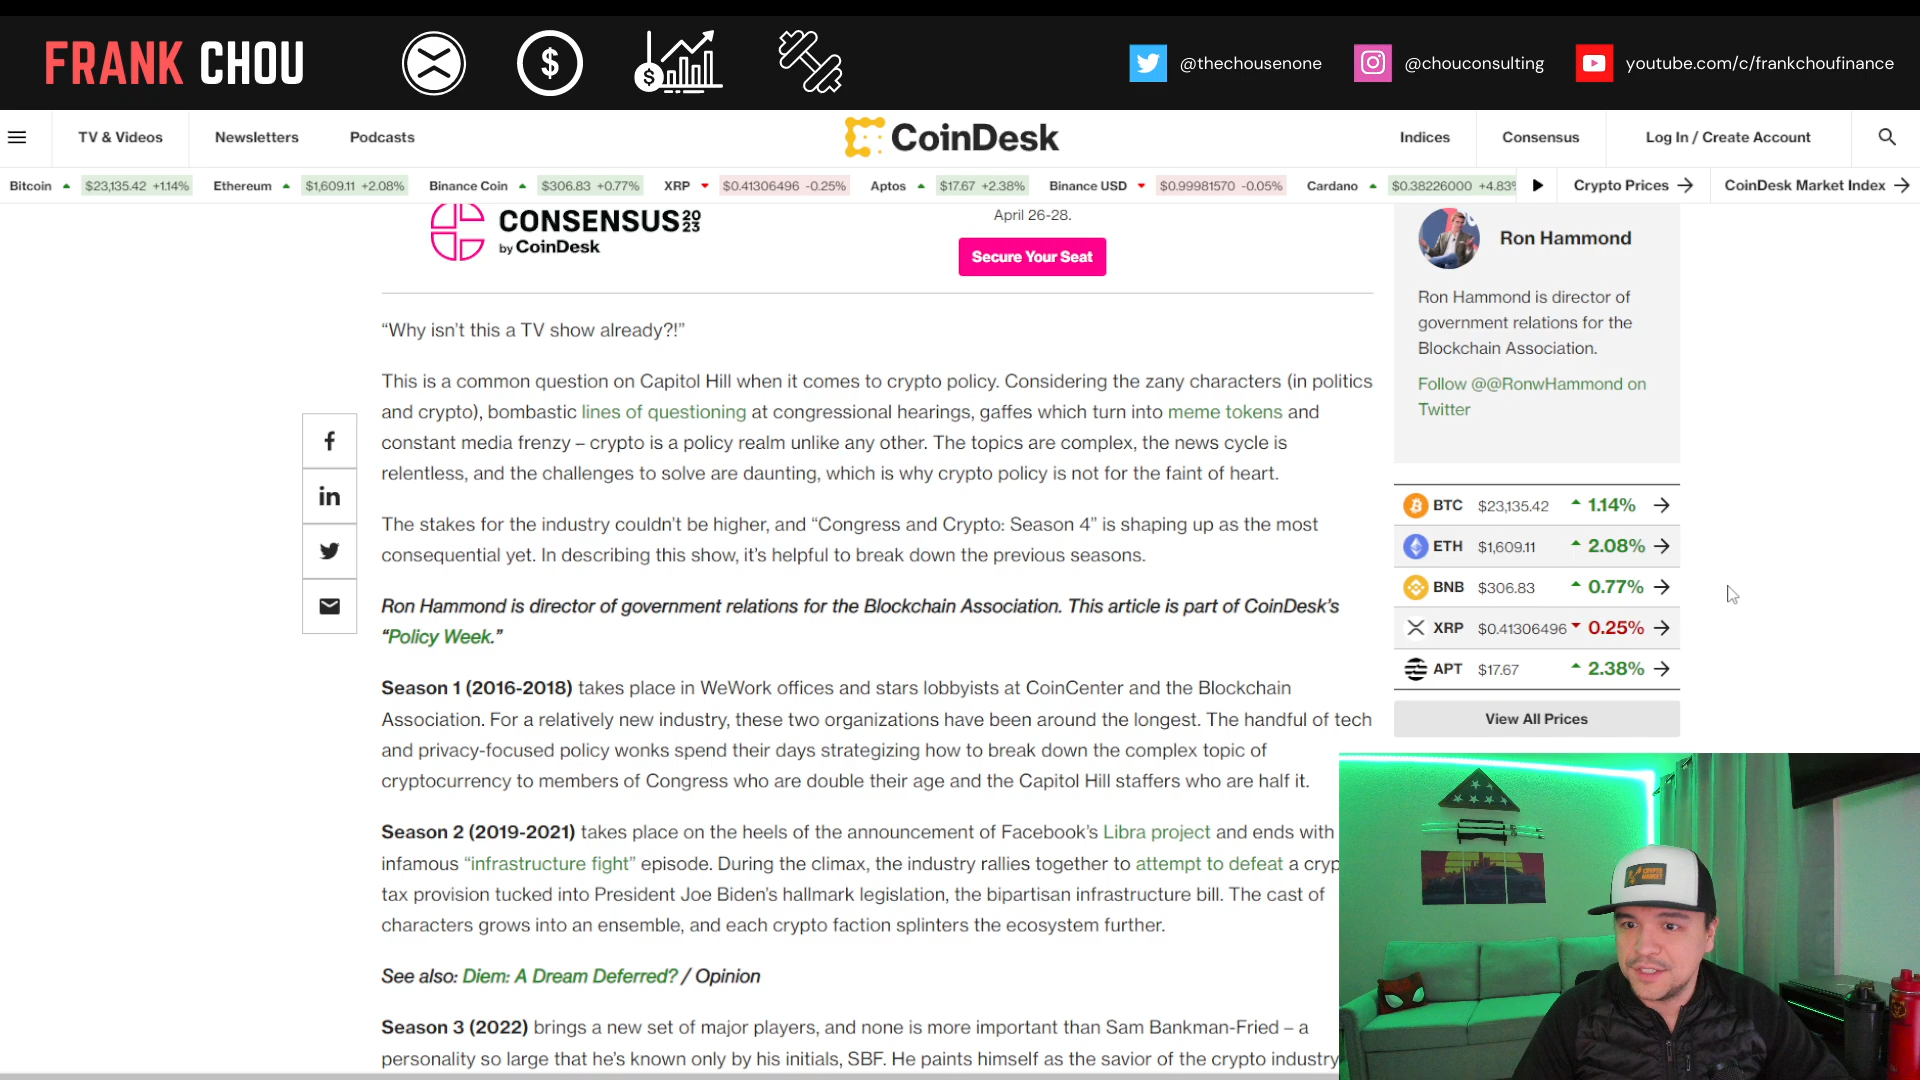 FRANK CHOU
@thechousenone
@chouconsulting
youtube.com/c/frankchoufinance
TV & Videos
Newsletters
Podcasts
CoinDesk
Indices
Consensus
Log In / Create Account
Bitcoin $23,135.42 +1.14%
Ethereum $1,609.11 +2.08%
Binance Coin $306.83 +0.77%
XRP $0.41306496 -0.25%
Aptos $17.67 +2.38%
Binance USD $0.99981570 -0.05%
Cardano $0.38226000 +4.83%
Crypto Prices
CoinDesk Market Index
CONSENSUS 2023
by CoinDesk
April 26-28.
Secure Your Seat
“Why isn’t this a TV show already?!”
This is a common question on Capitol Hill when it comes to crypto policy. Considering the zany characters (in politics
and crypto), bombastic lines of questioning at congressional hearings, gaffes which turn into meme tokens and
constant media frenzy – crypto is a policy realm unlike any other. The topics are complex, the news cycle is
relentless, and the challenges to solve are daunting, which is why crypto policy is not for the faint of heart.
The stakes for the industry couldn’t be higher, and “Congress and Crypto: Season 4” is shaping up as the most
consequential yet. In describing this show, it’s helpful to break down the previous seasons.
Ron Hammond is director of government relations for the Blockchain Association. This article is part of CoinDesk’s
“Policy Week.”
Season 1 (2016-2018) takes place in WeWork offices and stars lobbyists at CoinCenter and the Blockchain
Association. For a relatively new industry, these two organizations have been around the longest. The handful of tech
and privacy-focused policy wonks spend their days strategizing how to break down the complex topic of
cryptocurrency to members of Congress who are double their age and the Capitol Hill staffers who are half it.
Season 2 (2019-2021) takes place on the heels of the announcement of Facebook’s Libra project and ends with
infamous “infrastructure fight” episode. During the climax, the industry rallies together to attempt to defeat a cryp
tax provision tucked into President Joe Biden’s hallmark legislation, the bipartisan infrastructure bill. The cast of
characters grows into an ensemble, and each crypto faction splinters the ecosystem further.
See also: Diem: A Dream Deferred? / Opinion
Season 3 (2022) brings a new set of major players, and none is more important than Sam Bankman-Fried – a
personality so large that he’s known only by his initials, SBF. He paints himself as the savior of the crypto industry
Ron Hammond
Ron Hammond is director of
government relations for the
Blockchain Association.
Follow @@RonwHammond on
Twitter
BTC $23,135.42 1.14%
ETH $1,609.11 2.08%
BNB $306.83 0.77%
XRP $0.41306496 0.25%
APT $17.67 2.38%
View All Prices
CRYPTO
MARKET